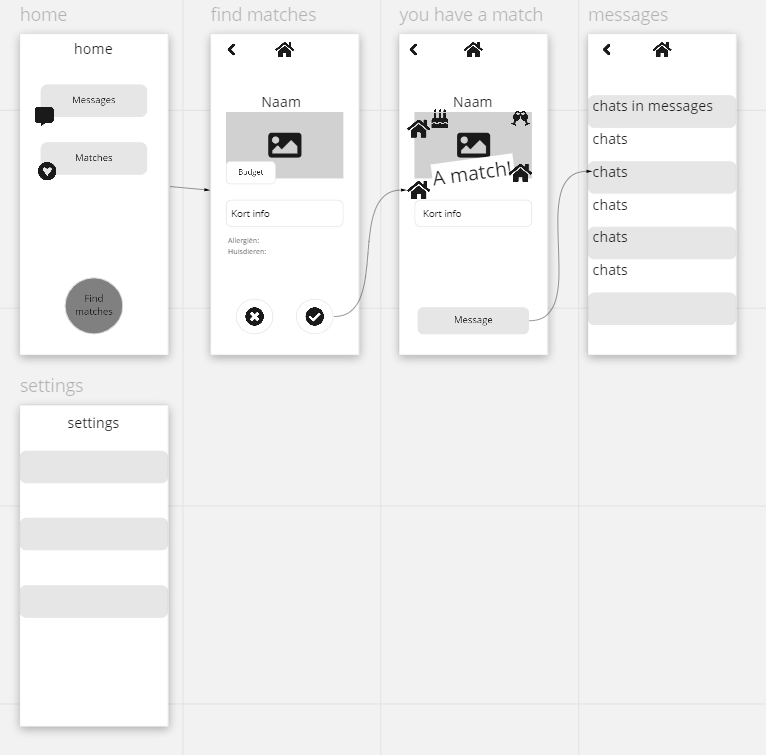 home
find matches
you have a match
messages
home
Messages
Matches
Find
matches
Naam
Budget
Kort info
Allergiën:
Huisdieren:
Naam
A match!
Kort info
Message
chats in messages
chats
chats
chats
chats
chats
settings
settings